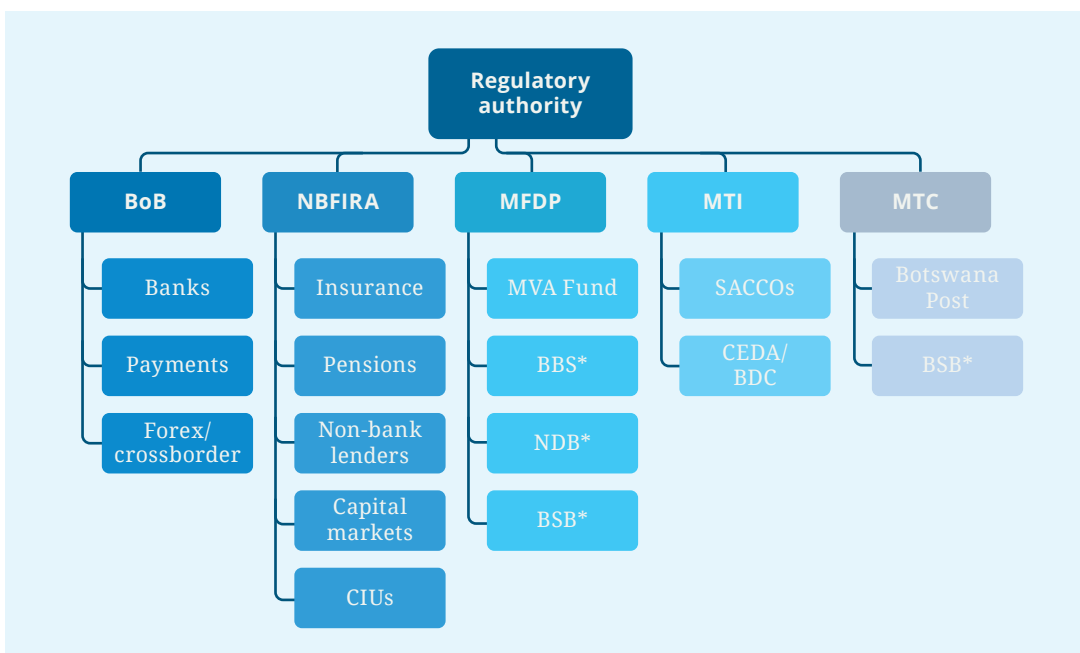 Regulatory
authority
BoB
NBFIRA
MFDP
MTI
MTC
Banks
Payments
Forex/
crossborder
Insurance
Pensions
Non-bank
lenders
Capital
markets
CIUs
MVA Fund
BBS*
NDB*
BSB*
SACCOs
CEDA/
BDC
Botswana
Post
BSB*